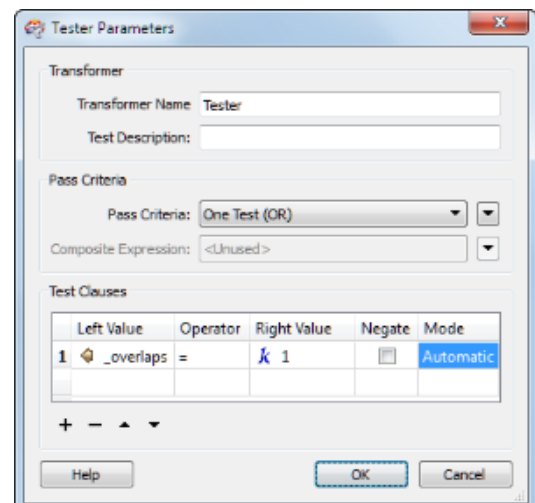 Tester Parameters
Transformer
Transformer Name Tester
Test Description:
Pass Criteria
Pass Criteria: One Test (OR)
Composite Expression: <Unused>
Test Clauses
Left Value Operator Right Value Negate Mode
1 _overlaps = k 1 Automatic
Help OK Cancel